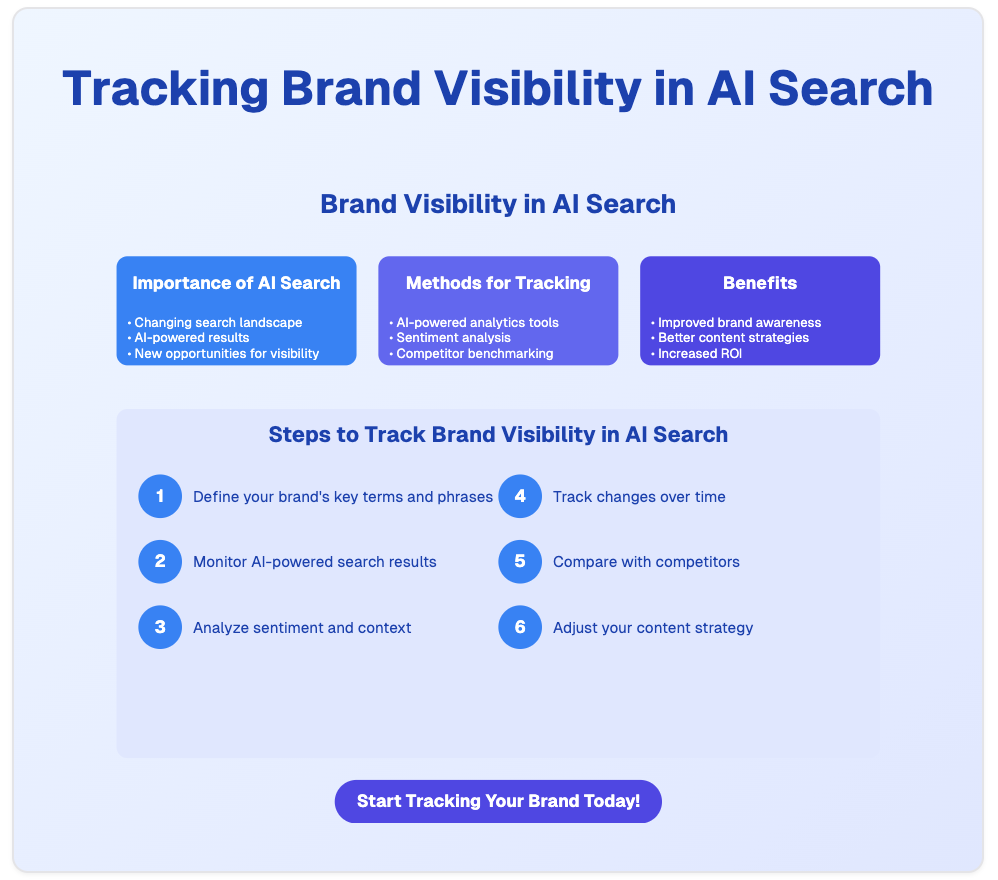 Tracking Brand Visibility in AI Search
Brand Visibility in AI Search
Importance of AI Search
• Changing search landscape
• AI-powered results
• New opportunities for visibility
Methods for Tracking
• AI-powered analytics tools
• Sentiment analysis
• Competitor benchmarking
Benefits
• Improved brand awareness
• Better content strategies
• Increased ROI
Steps to Track Brand Visibility in AI Search
1 Define your brand's key terms and phrases
2 Monitor AI-powered search results
3 Analyze sentiment and context
4 Track changes over time
5 Compare with competitors
6 Adjust your content strategy
Start Tracking Your Brand Today!